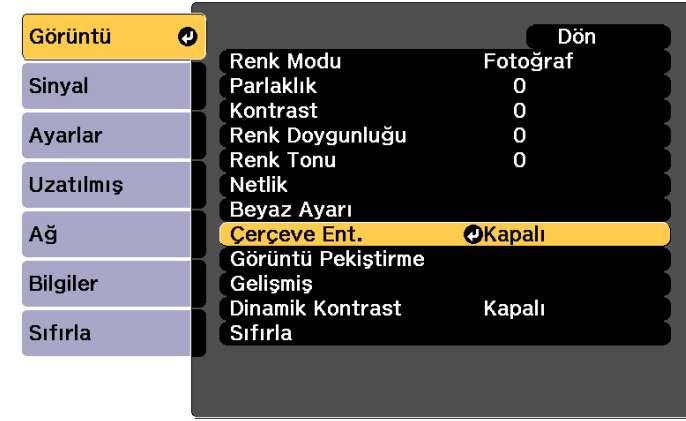 Görüntü
Sinyal
Ayarlar
Uzatılmış
Ağ
Bilgiler
Sıfırla
Dön
Renk Modu Fotoğraf
Parlaklık 0
Kontrast 0
Renk Doygunluğu 0
Renk Tonu 0
Netlik
Beyaz Ayarı
Çerçeve Ent. Kapalı
Görüntü Pekiştirme
Gelişmiş
Dinamik Kontrast Kapalı
Sıfırla